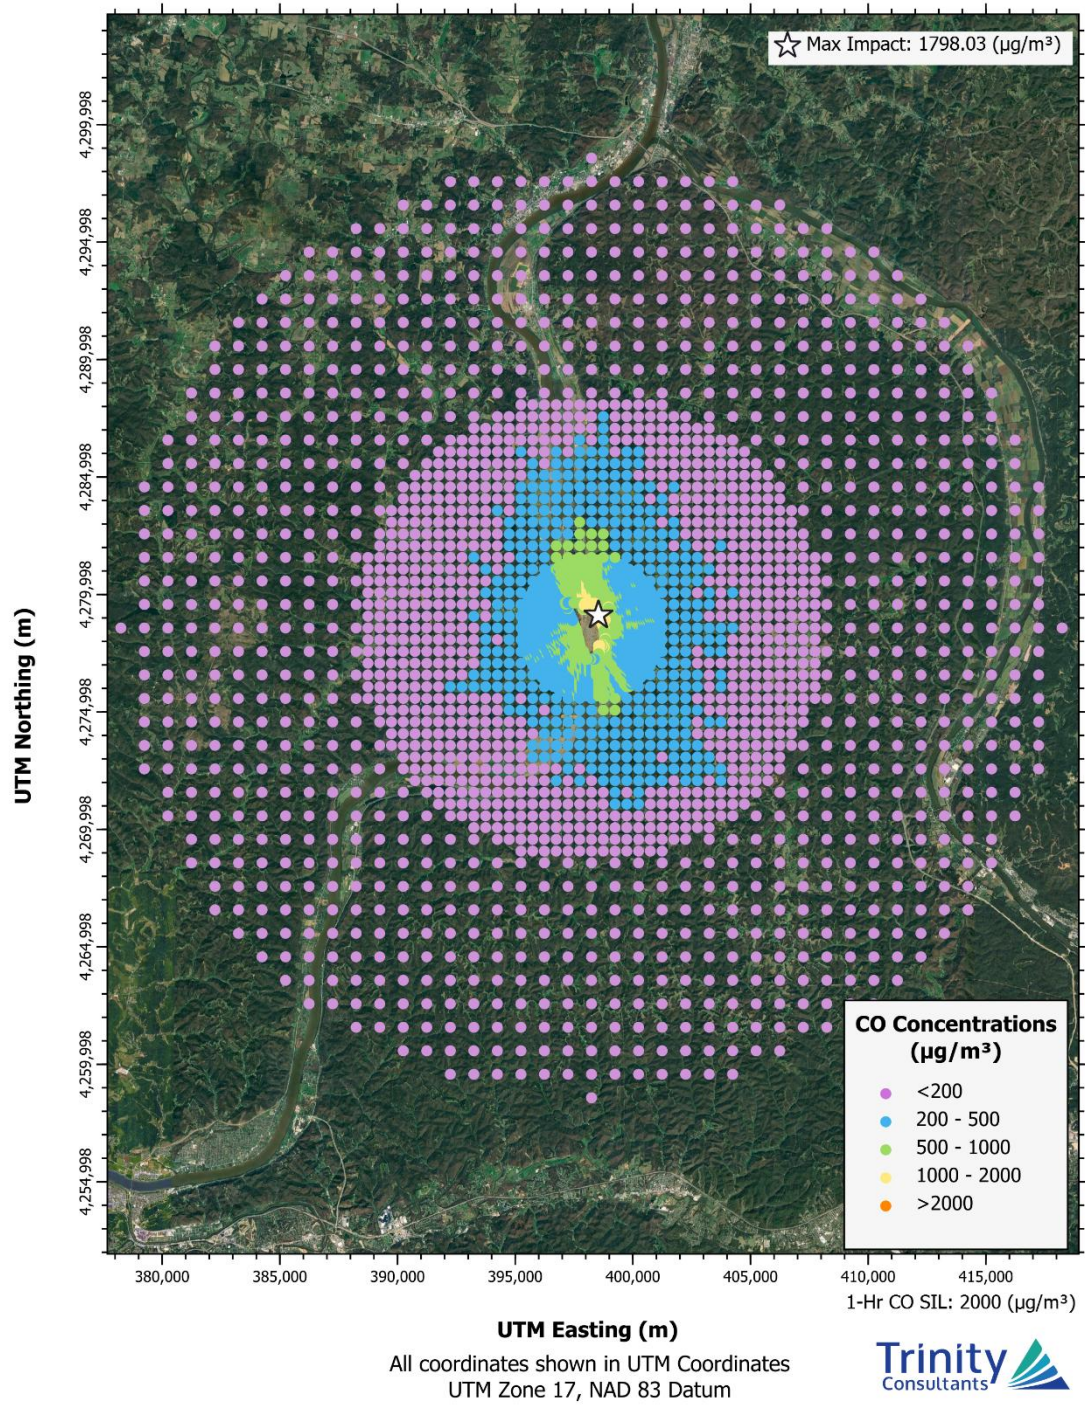 Max Impact: 1798.03 (µg/m³)
4,299,998
4,294,998
4,289,998
4,284,998
4,279,998
4,274,998
4,269,998
4,264,998
4,259,998
4,254,998
UTM Northing (m)
CO Concentrations
(µg/m³)
<200
200 - 500
500 - 1000
1000 - 2000
>2000
380,000
385,000
390,000
395,000
400,000
405,000
410,000
415,000
1-Hr CO SIL: 2000 (µg/m³)
UTM Easting (m)
All coordinates shown in UTM Coordinates
UTM Zone 17, NAD 83 Datum
Trinity
Consultants